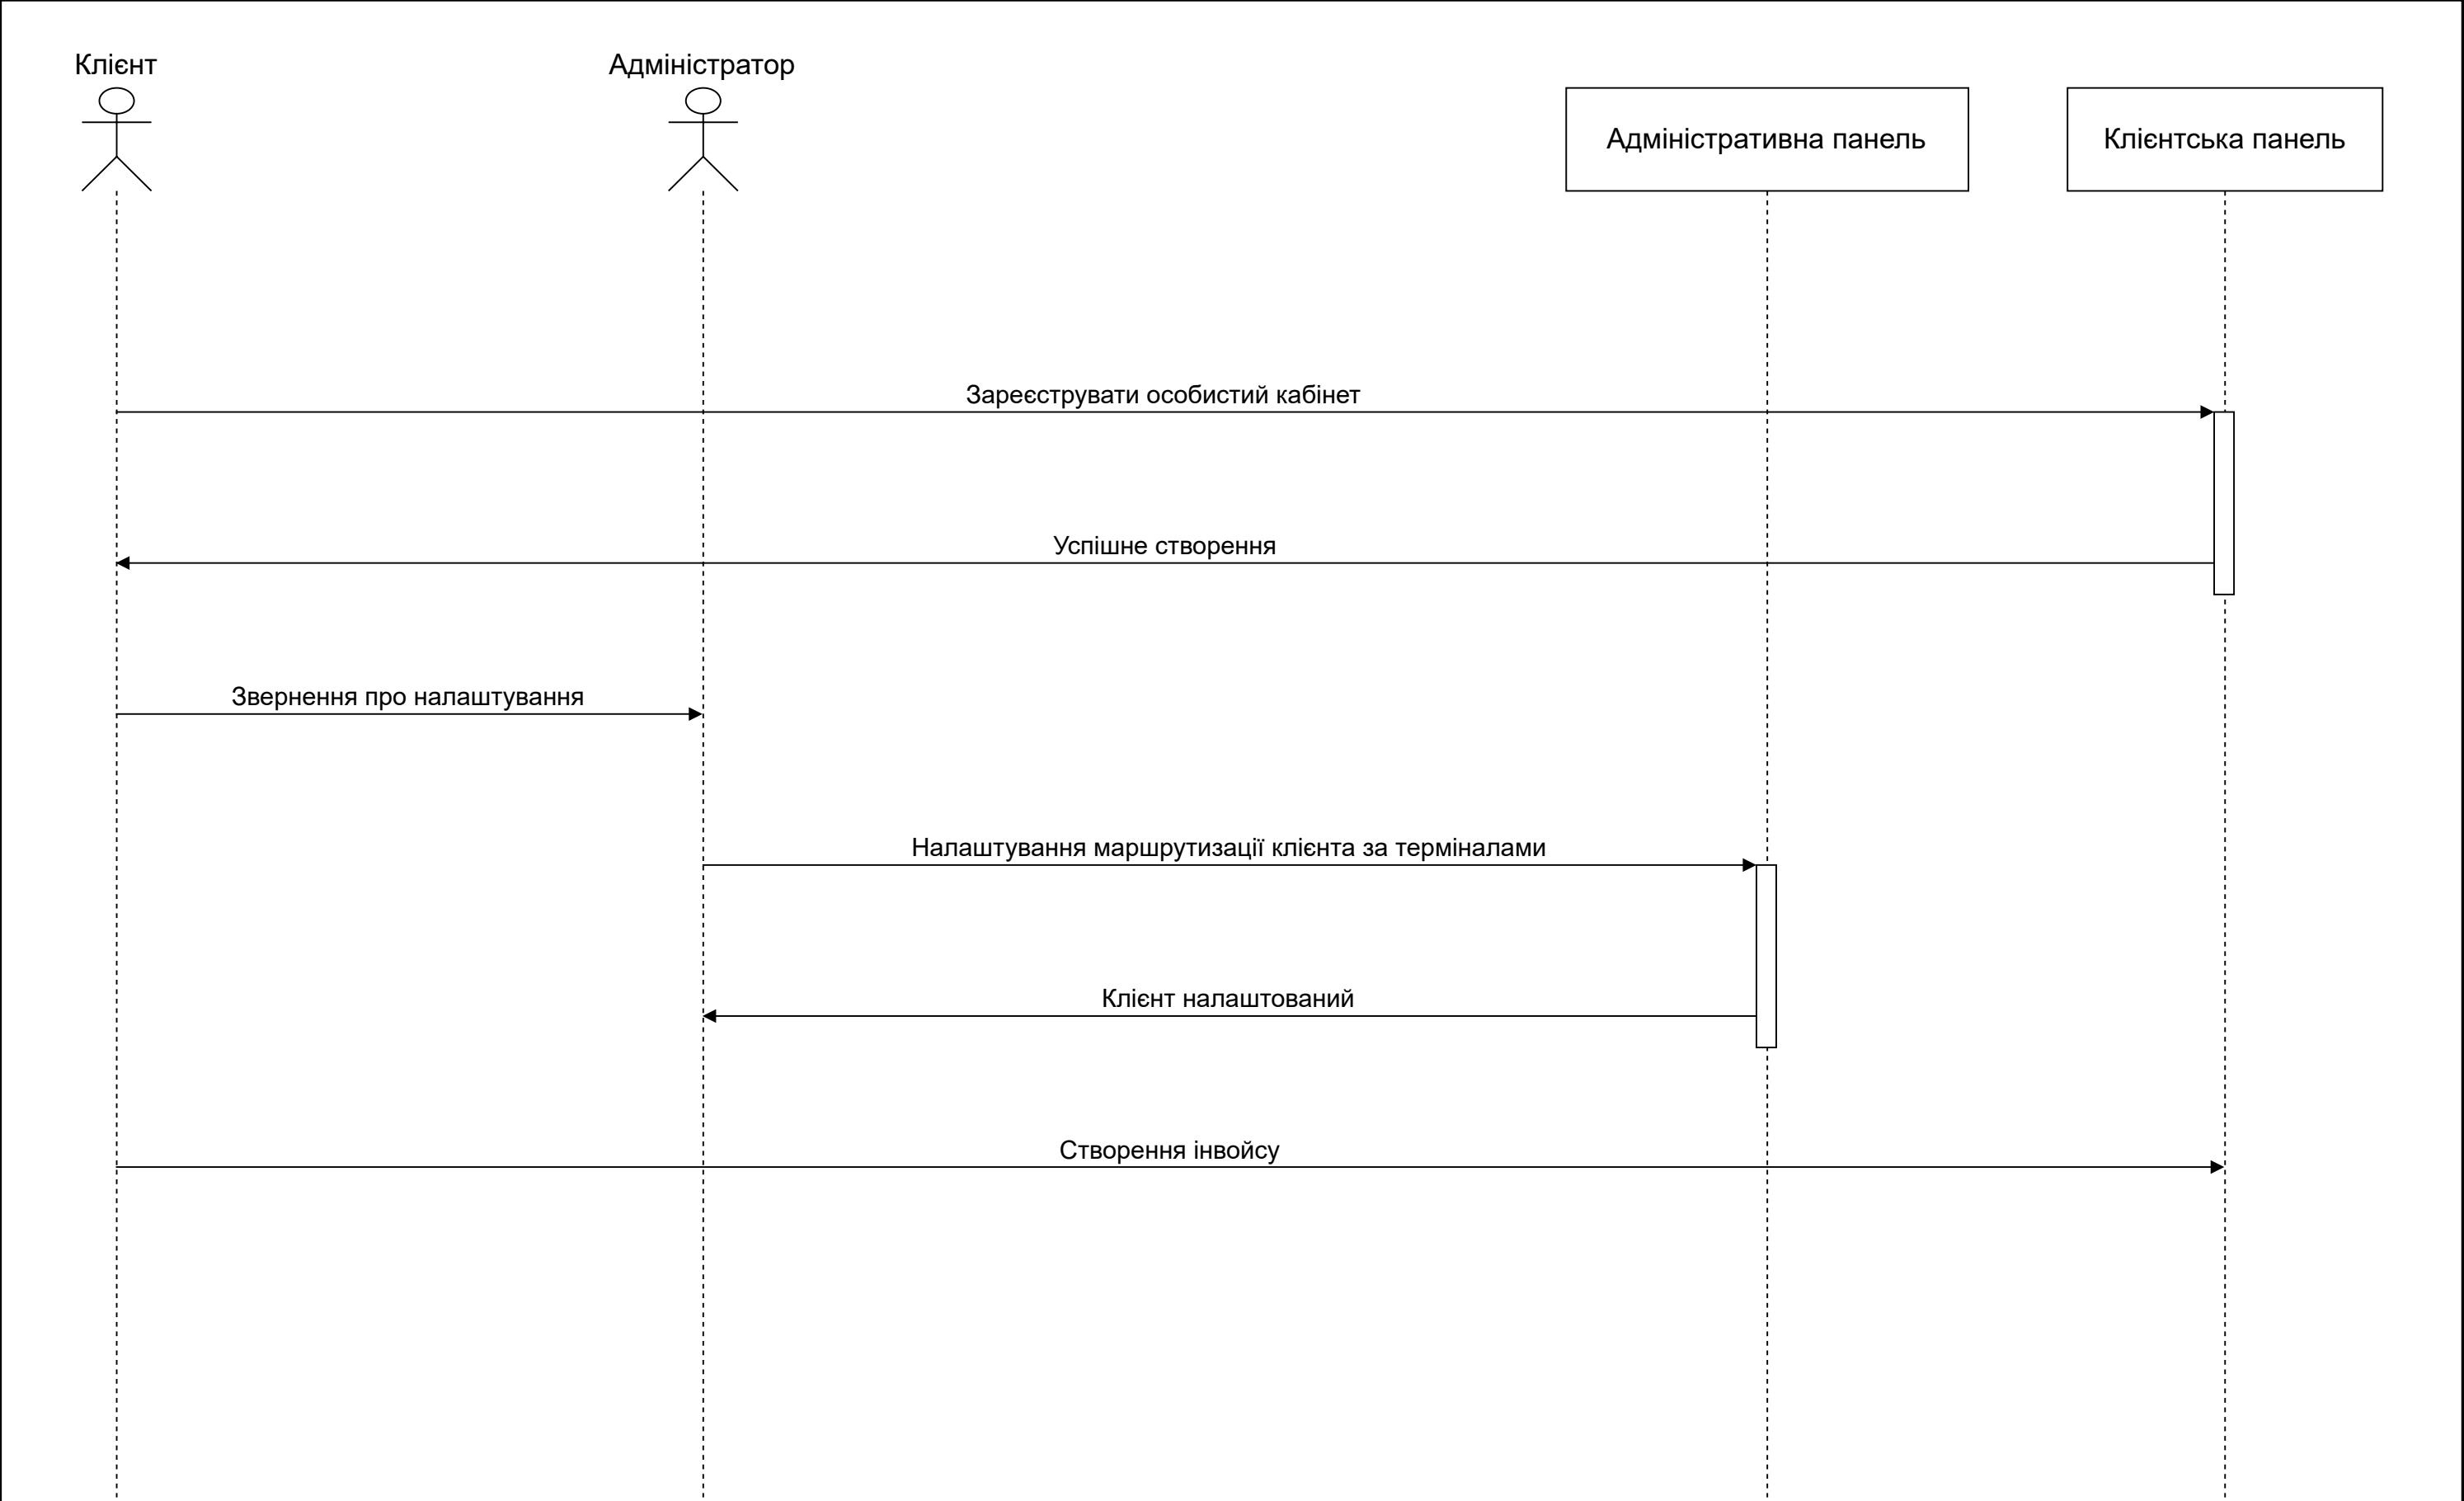 Клієнт
Адміністратор
Адміністративна панель
Клієнтська панель
Зареєструвати особистий кабінет
Успішне створення
Звернення про налаштування
Налаштування маршрутизації клієнта за терміналами
Клієнт налаштований
Створення інвойсу